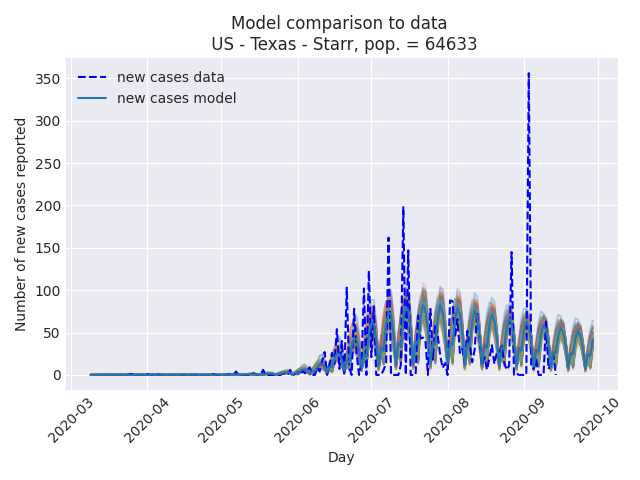 Model comparison to data
US - Texas - Starr, pop. = 64633
new cases data
new cases model
Number of new cases reported
350
300
250
200
150
100
50
0
2020-03
2020-04
2020-05
2020-06
2020-07
2020-08
2020-09
2020-10
Day